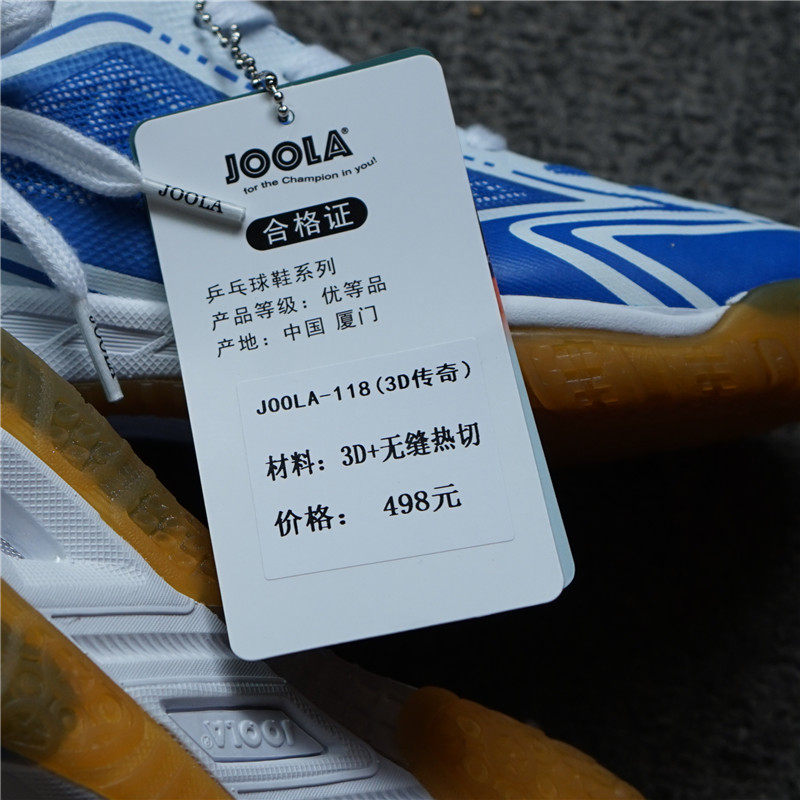 JOOLA®
for the Champion in you!
JOOLA
合格证
乒乓球鞋系列
产品等级：优等品
产地：中国 厦门
JOOLA-118(3D传奇)
材料：3D+无缝热切
价格： 498元
JOOLA®